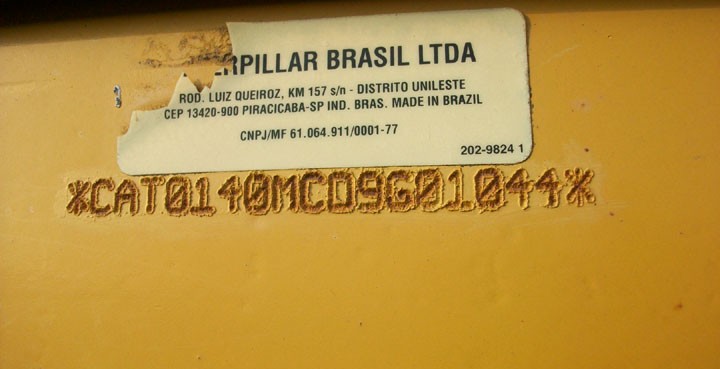 ERPILLAR BRASIL LTDA
ROD. LUIZ QUEIROZ, KM 157 s/n - DISTRITO UNILESTE
CEP 13420-900 PIRACICABA-SP IND. BRAS. MADE IN BRAZIL
CNPJ/MF 61.064.911/0001-77
202-9824 1
*CAT0140MCD9G01044*